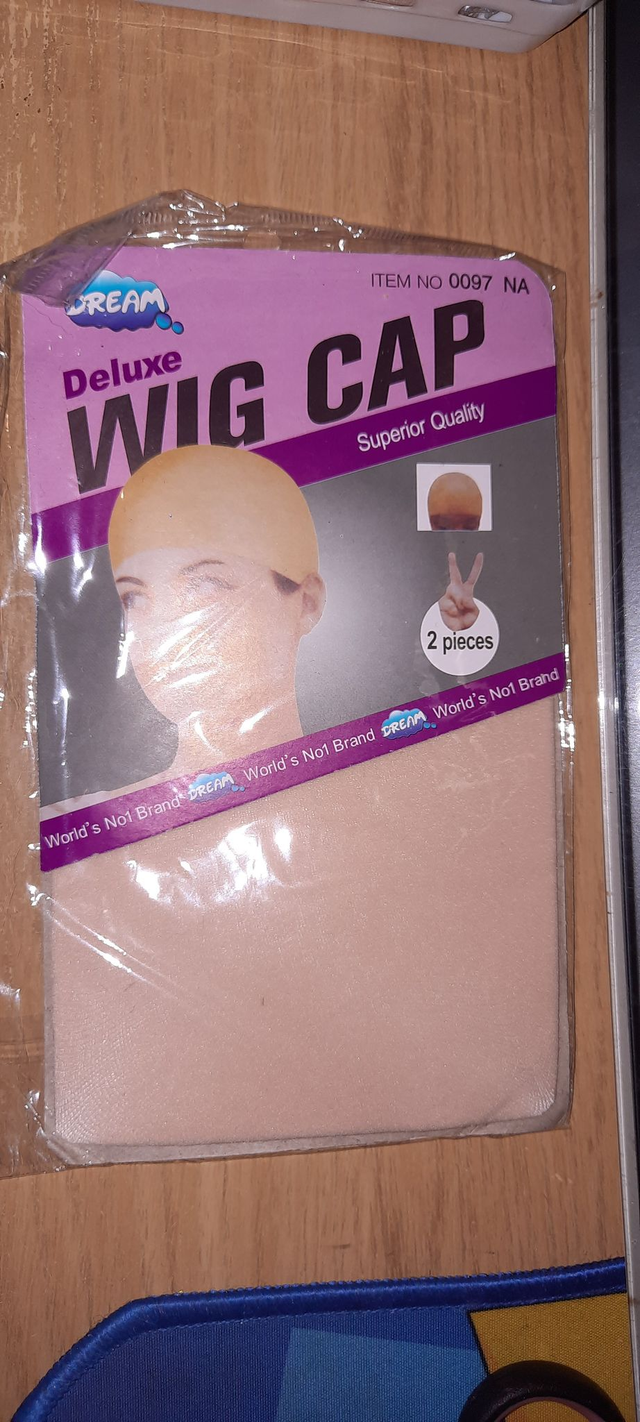 DREAM
ITEM NO 0097 NA
Deluxe
WIG CAP
Superior Quality
2 pieces
World's No1 Brand DREAM World's No1 Brand DREAM World's No1 Brand